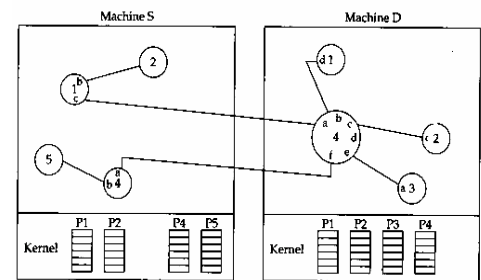 Machine S
Machine D
2
1 b
c
5
a
b 4
d 1
a b c
4 d
f e
c 2
a 3
Kernel P1 P2 P4 P5
Kernel P1 P2 P3 P4